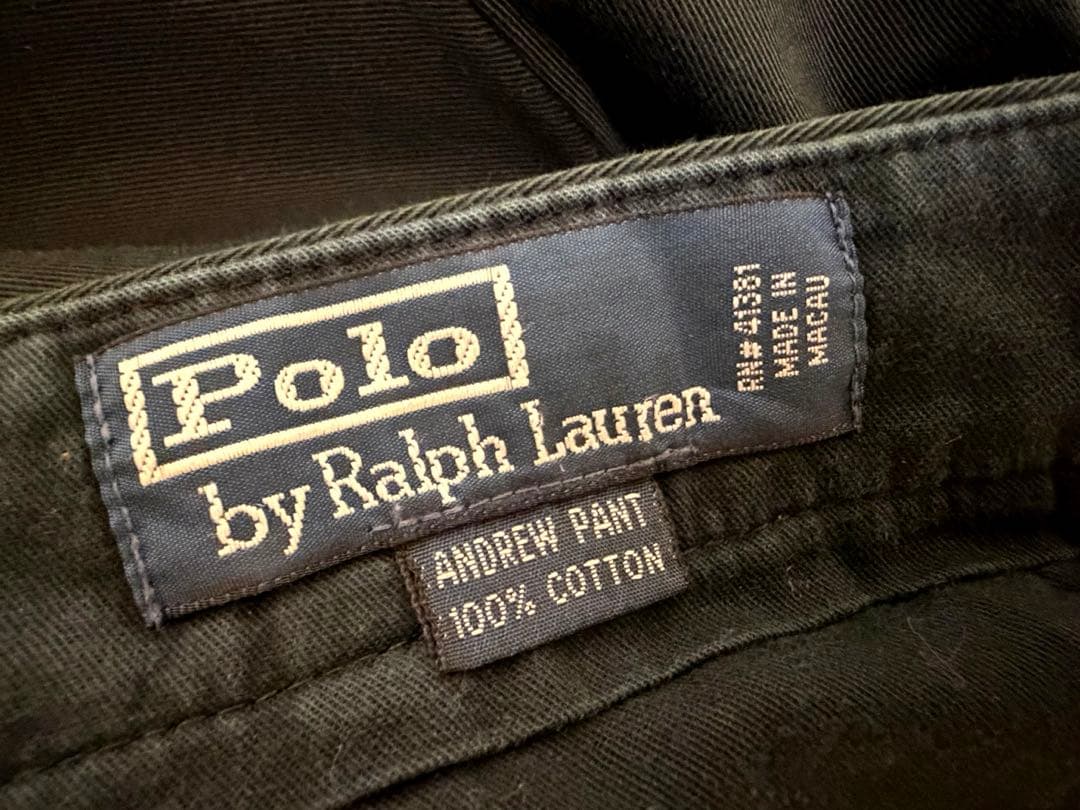 Polo
by Ralph Lauren
RN# 41381
MADE IN
MACAU
ANDREW PANT
100% COTTON